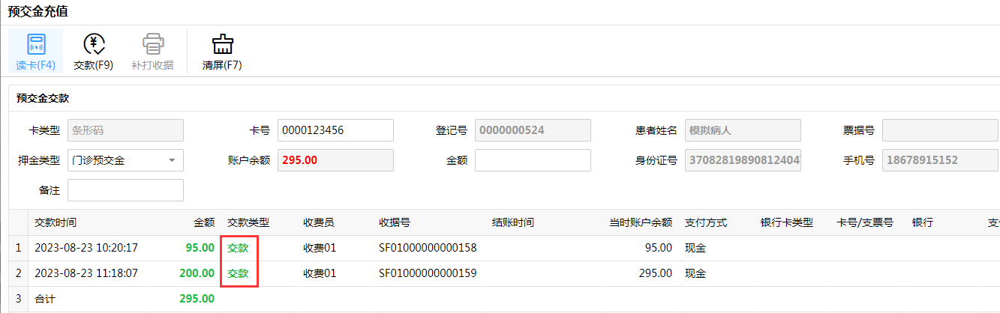 预交金充值
读卡(F4) 交款(F9) 补打收据 清屏(F7)
预交金交款
卡类型 条形码 卡号 0000123456 登记号 0000000524 患者姓名 模拟病人 票据号
押金类型 门诊预交金 账户余额 295.00 金额 身份证号 3708281989081240 手机号 18678915152
备注
交款时间 金额 交款类型 收费员 收据号 结账时间 当时账户余额 支付方式 银行卡类型 卡号/支票号 银行
1 2023-08-23 10:20:17 95.00 交款 收费01 SF01000000000158 95.00 现金
2 2023-08-23 11:18:07 200.00 交款 收费01 SF01000000000159 295.00 现金
3 合计 295.00